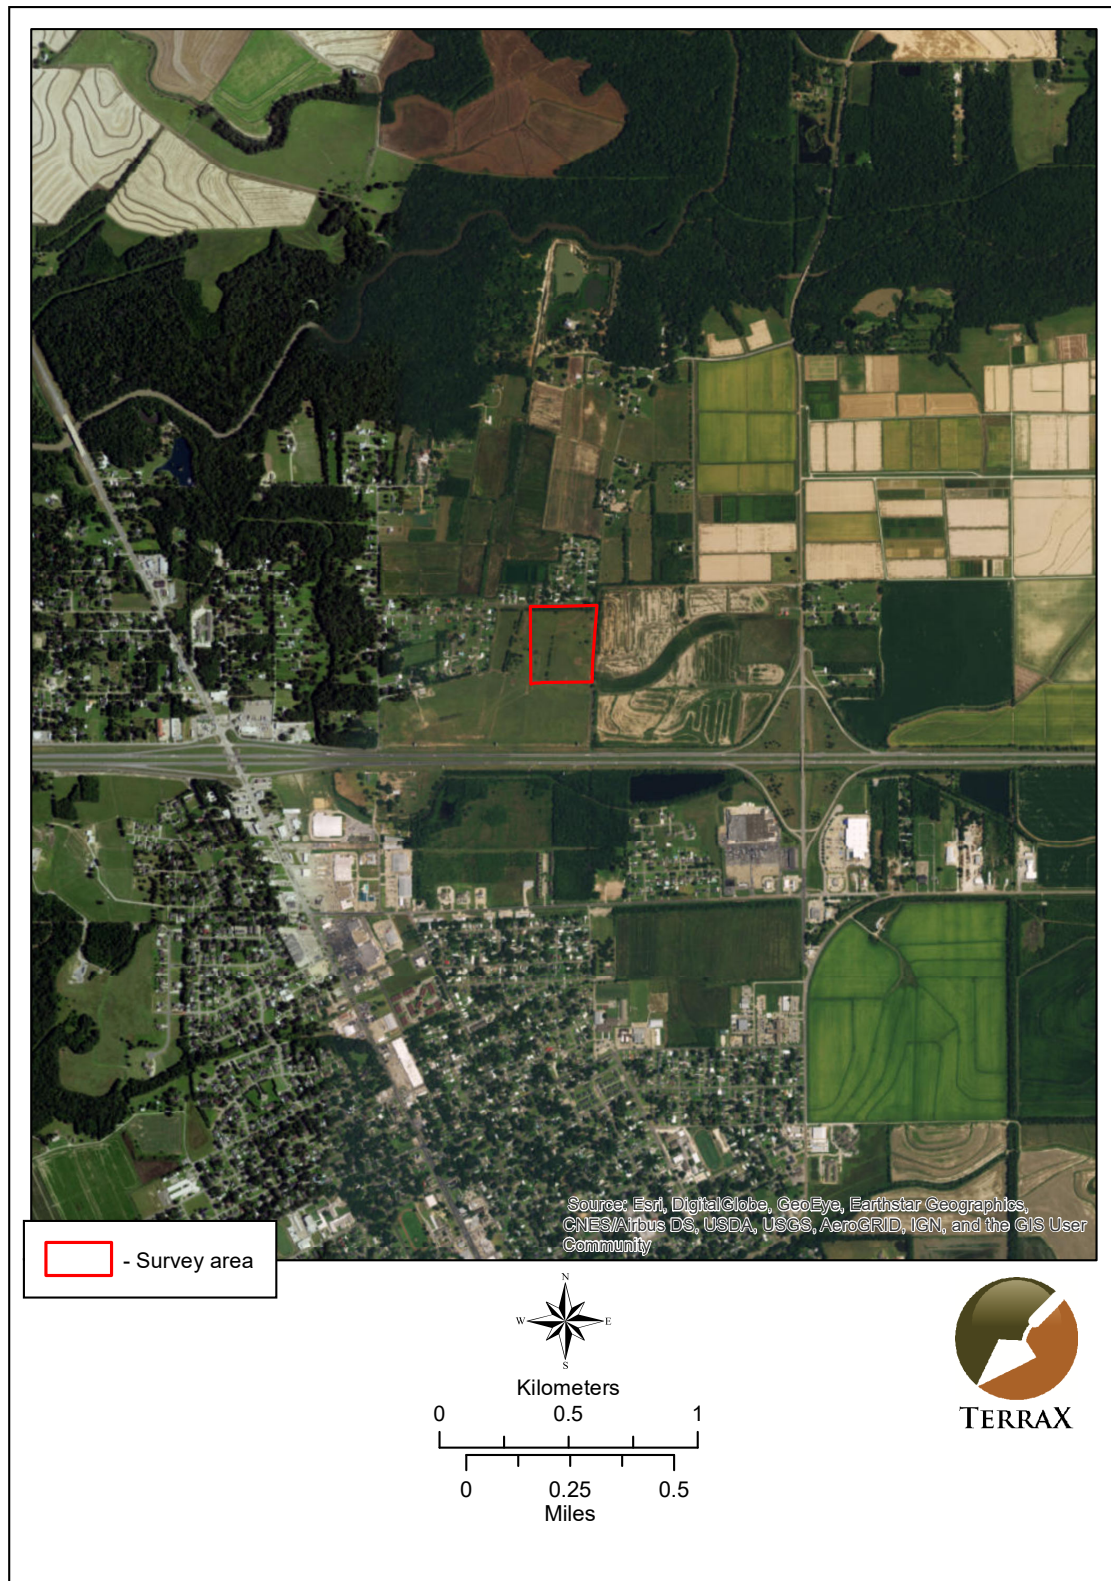 Source: Esri, DigitalGlobe, GeoEye, Earthstar Geographics,
CNES/Airbus DS, USDA, USGS, AeroGRID, IGN, and the GIS User
Community
- Survey area
N
W E
S
Kilometers
0 0.5 1
0 0.25 0.5
Miles
TERRAX